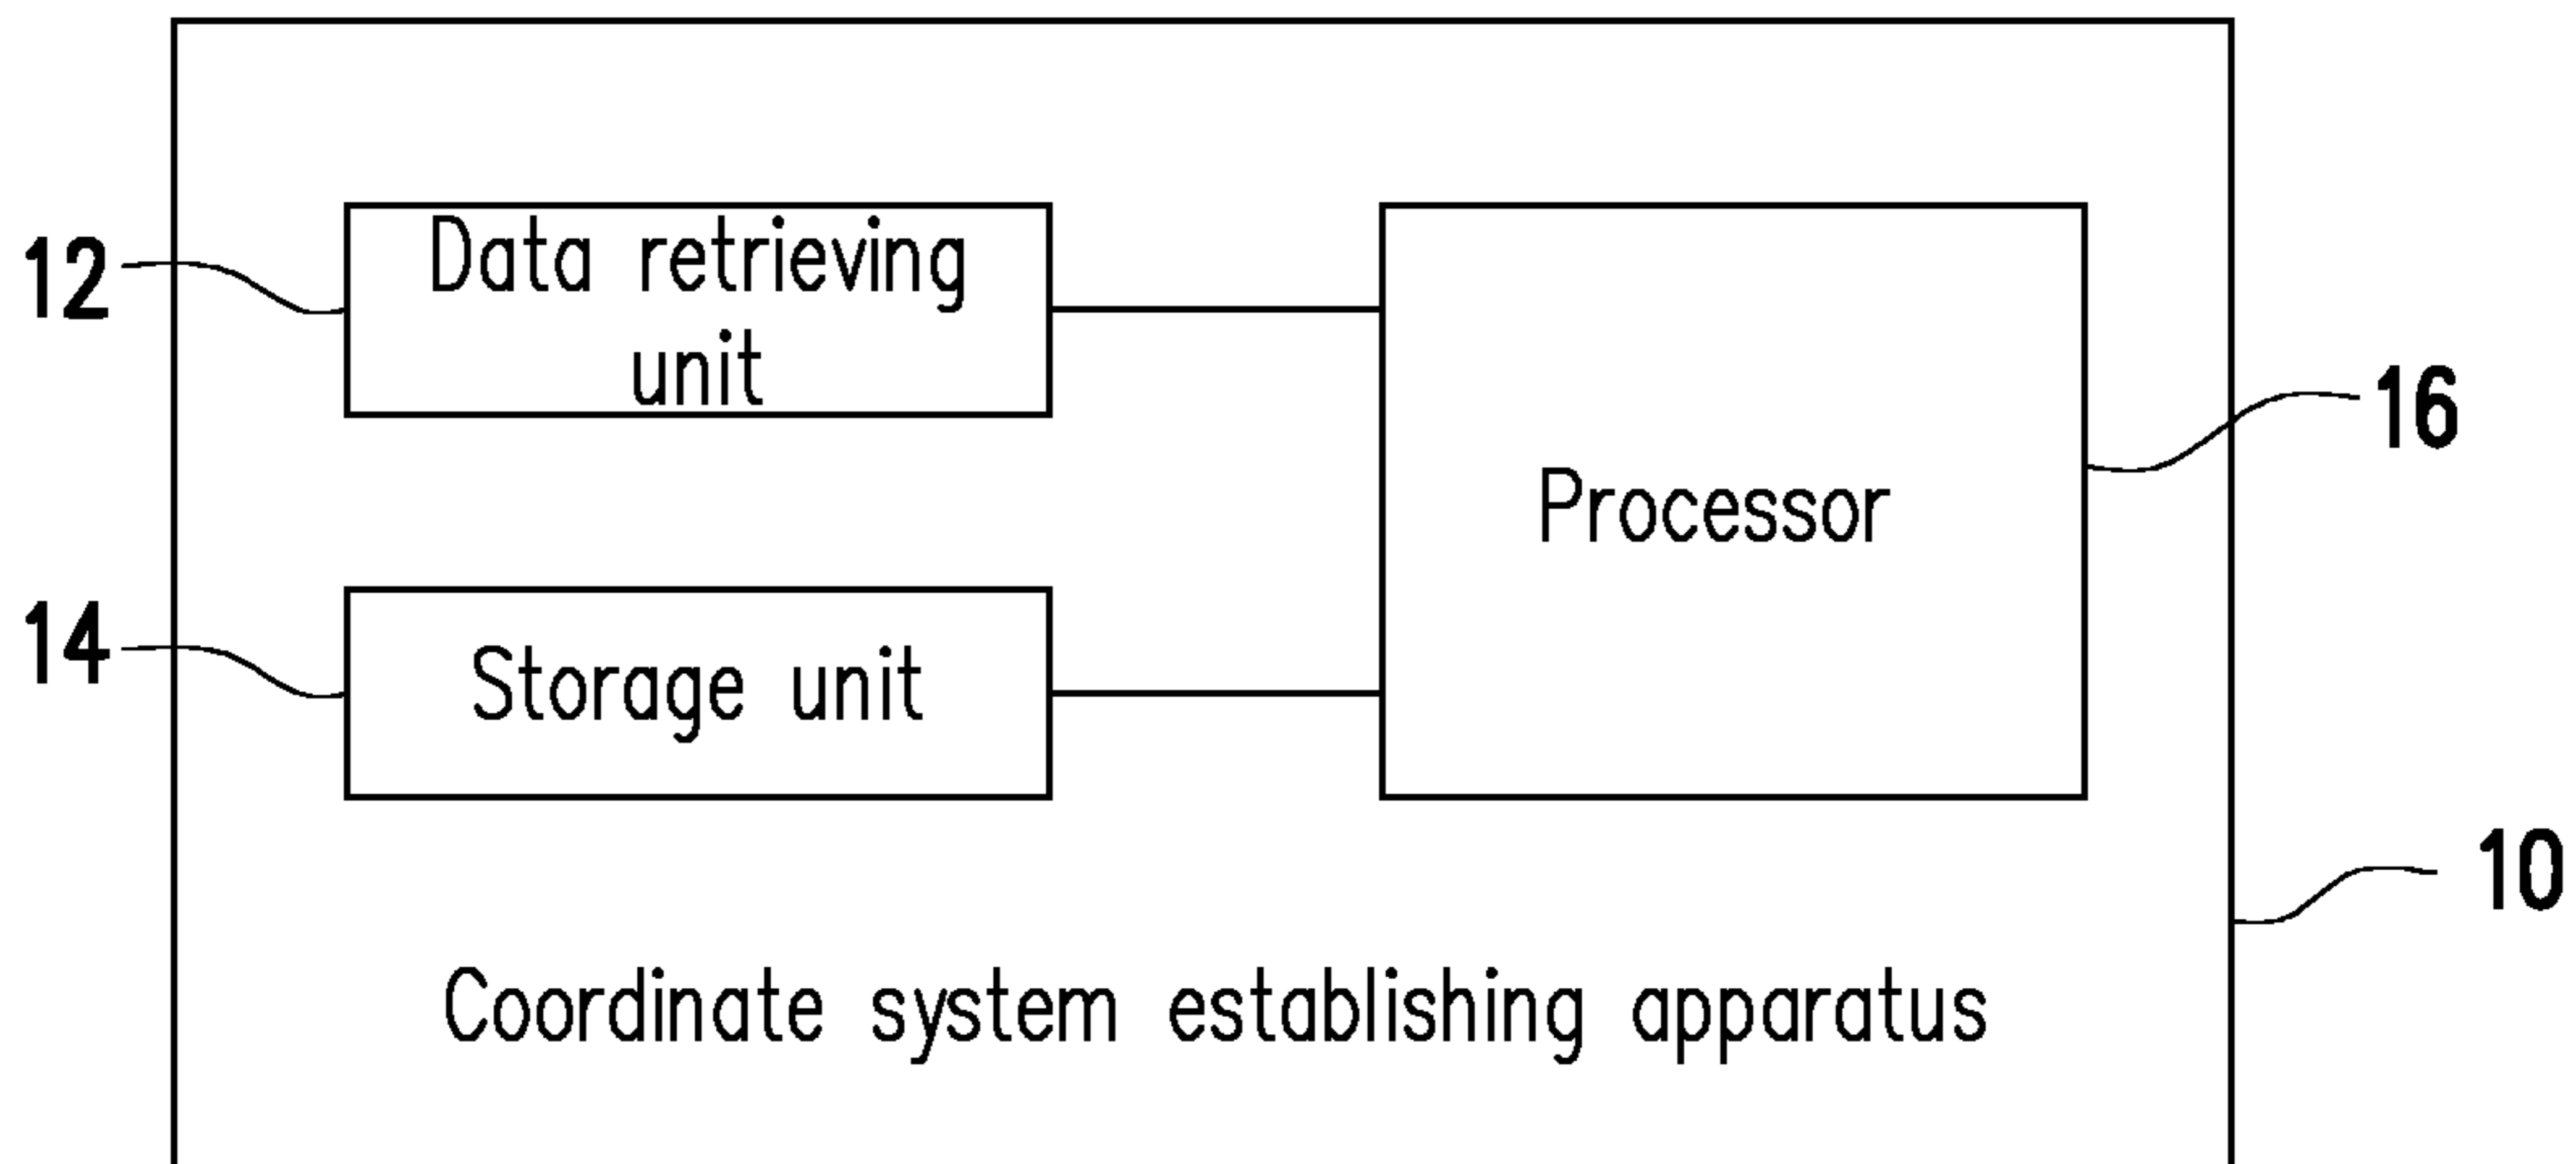 12
Data retrieving
unit
16
Processor
14
Storage unit
10
Coordinate system establishing apparatus